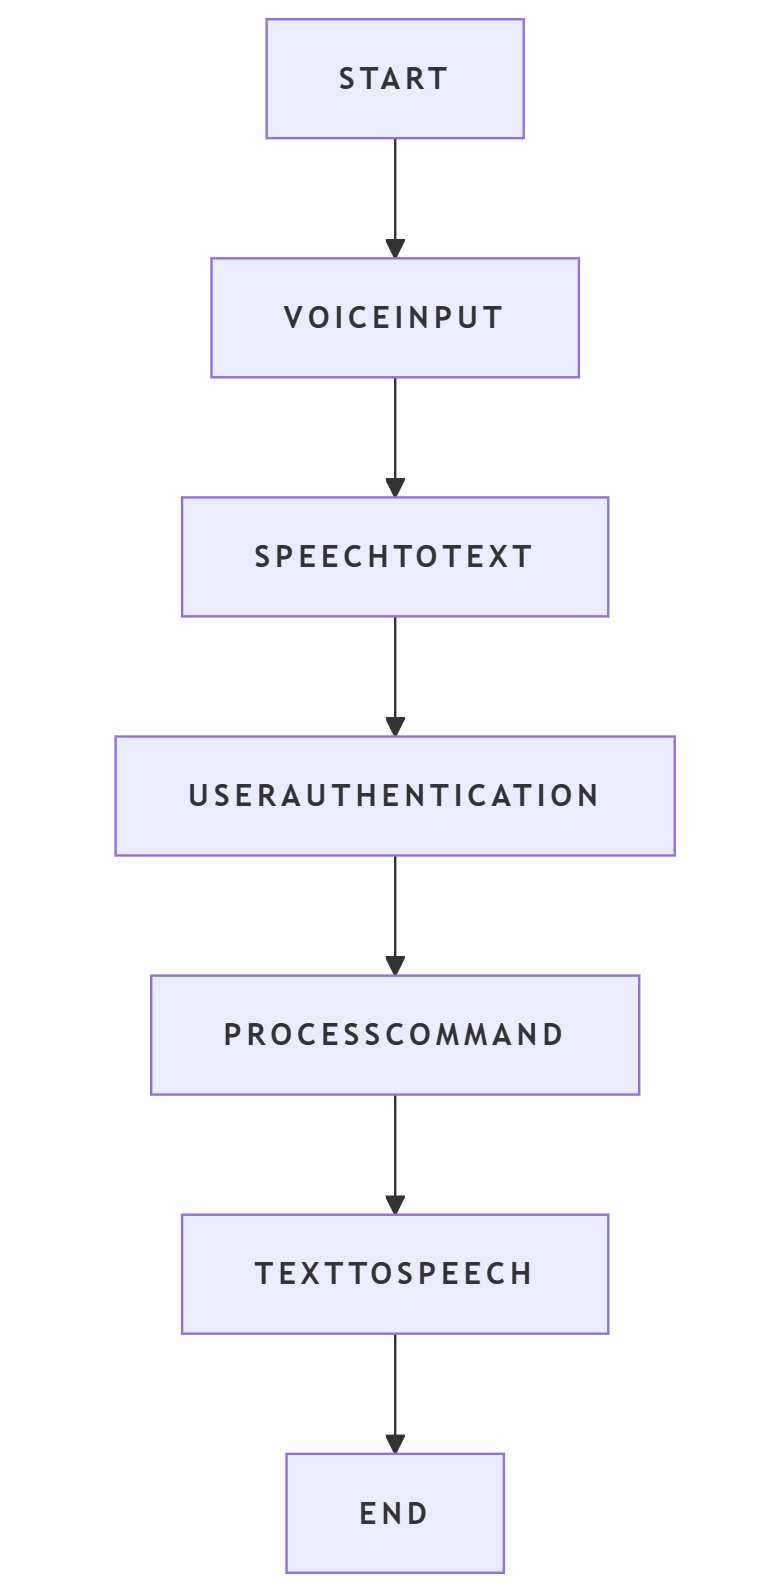 START
VOICEINPUT
SPEECHTOTEXT
USERAUTHENTICATION
PROCESSCOMMAND
TEXTTOSPEECH
END